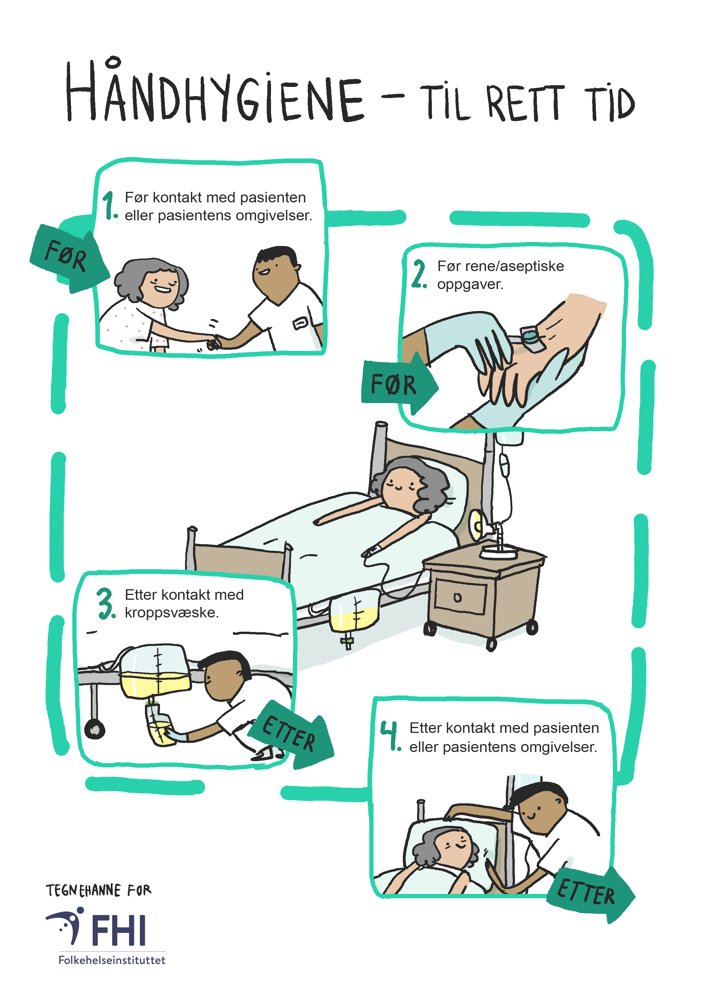 HÅNDHYGIENE – TIL RETT TID
FØR
1. Før kontakt med pasienten
eller pasientens omgivelser.
FØR
2. Før rene/aseptiske
oppgaver.
3. Etter kontakt med
kroppsvæske.
ETTER
4. Etter kontakt med pasienten
eller pasientens omgivelser.
ETTER
TEGNEHANNE FOR
FHI
Folkehelseinstituttet